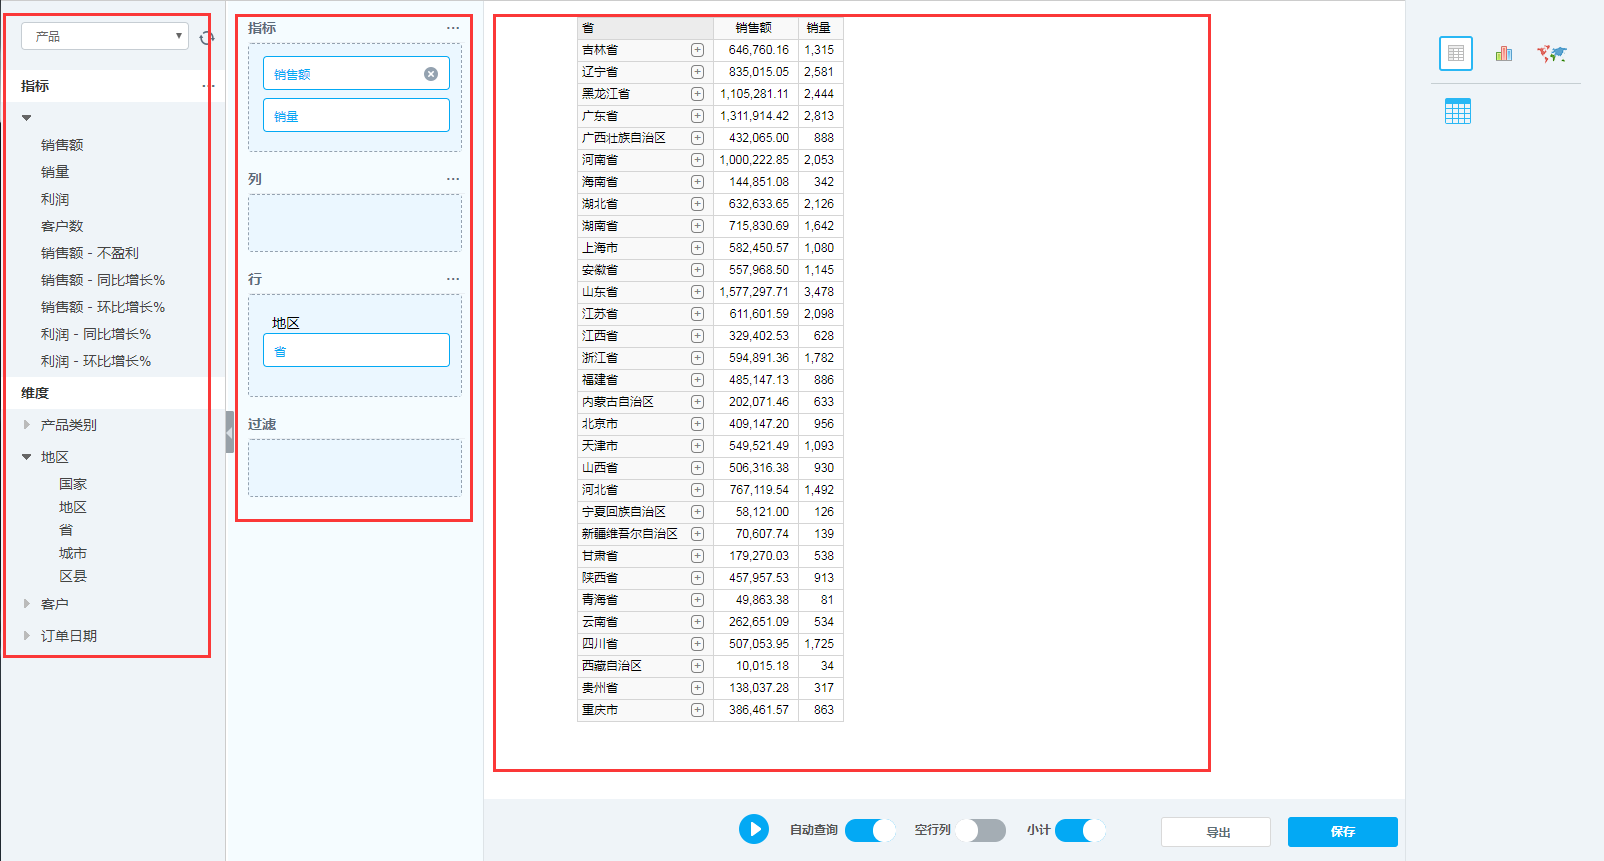 产品
指标
销售额
销量
利润
客户数
销售额 - 不盈利
销售额 - 同比增长%
销售额 - 环比增长%
利润 - 同比增长%
利润 - 环比增长%
维度
产品类别
地区
国家
地区
省
城市
区县
客户
订单日期
指标
销售额
销量
列
行
地区
省
过滤
省 销售额 销量
吉林省 646,760.16 1,315
辽宁省 835,015.05 2,581
黑龙江省 1,105,281.11 2,444
广东省 1,311,914.42 2,813
广西壮族自治区 432,065.00 888
河南省 1,000,222.85 2,053
海南省 144,851.08 342
湖北省 632,633.65 2,126
湖南省 715,830.69 1,642
上海市 582,450.57 1,080
安徽省 557,968.50 1,145
山东省 1,577,297.71 3,478
江苏省 611,601.59 2,098
江西省 329,402.53 628
浙江省 594,891.36 1,782
福建省 485,147.13 886
内蒙古自治区 202,071.46 633
北京市 409,147.20 956
天津市 549,521.49 1,093
山西省 506,316.38 930
河北省 767,119.54 1,492
宁夏回族自治区 58,121.00 126
新疆维吾尔自治区 70,607.74 139
甘肃省 179,270.03 538
陕西省 457,957.53 913
青海省 49,863.38 81
云南省 262,651.09 534
四川省 507,053.95 1,725
西藏自治区 10,015.18 34
贵州省 138,037.28 317
重庆市 386,461.57 863
自动查询 空行列 小计 导出 保存